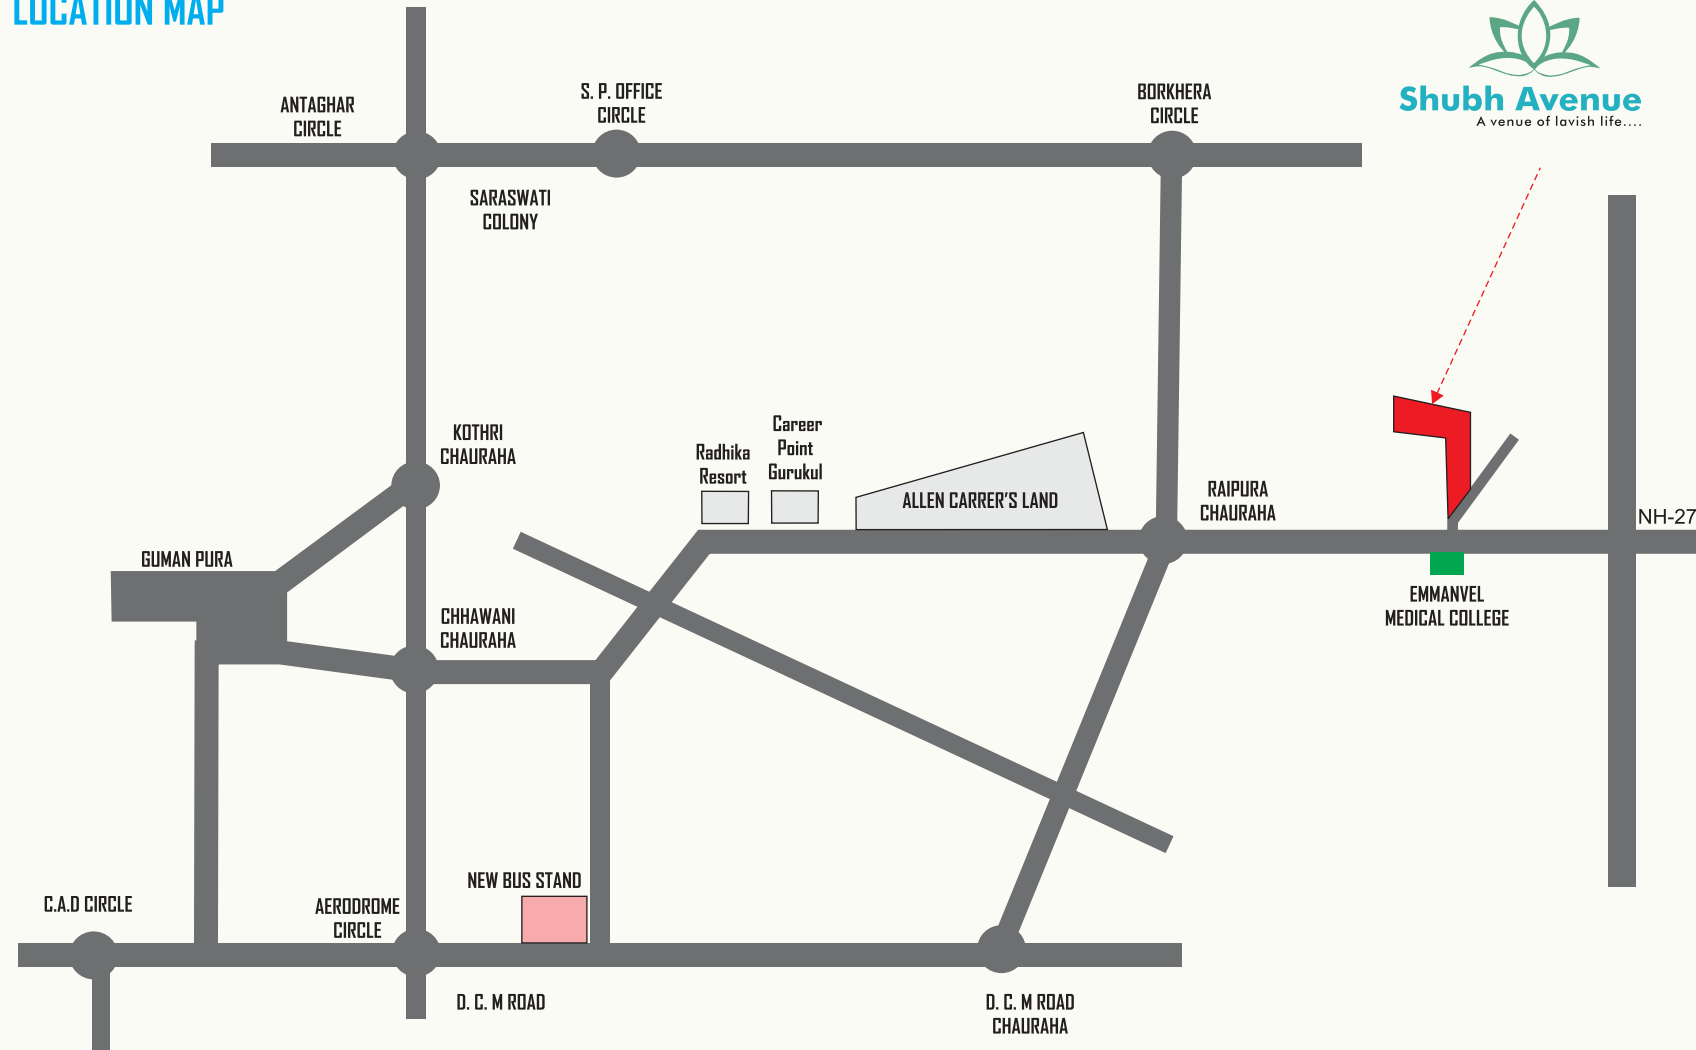 LOCATION MAP
Shubh Avenue
A venue of lavish life....
ANTAGHAR
CIRCLE
S. P. OFFICE
CIRCLE
BORKHERA
CIRCLE
SARASWATI
COLONY
KOTHRI
CHAURAHA
Radhika
Resort
Career
Point
Gurukul
ALLEN CARRER'S LAND
RAIPURA
CHAURAHA
NH-27
GUMAN PURA
CHHAWANI
CHAURAHA
EMMANVEL
MEDICAL COLLEGE
NEW BUS STAND
C.A.D CIRCLE
AERODROME
CIRCLE
D. C. M ROAD
D. C. M ROAD
CHAURAHA